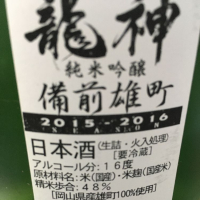 龍神
純米吟醸
備前雄町
2015-2016
SEASON
日本酒(生詰・火入処理)[要冷蔵]
アルコール分:16度
原材料名:米(国産)・米麹(国産米)
精米歩合:48%
[岡山県産雄町100%使用]